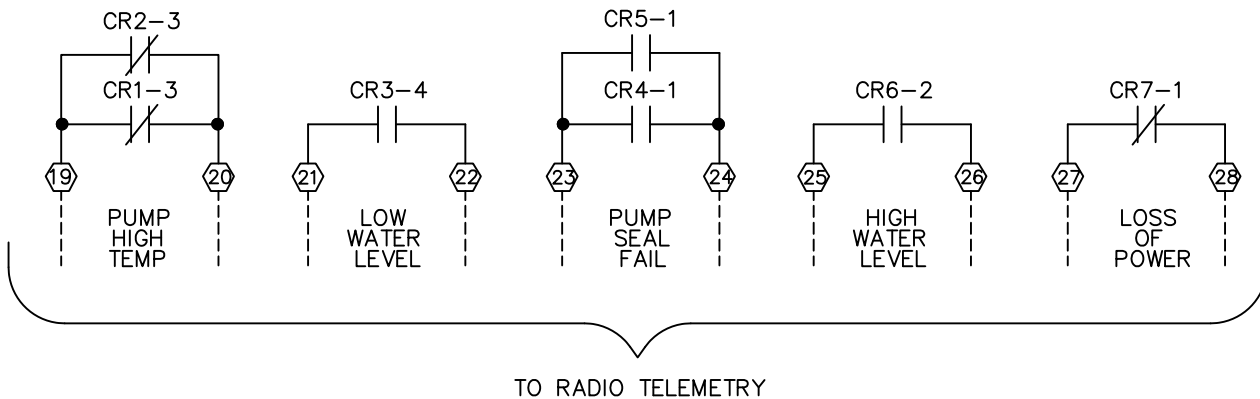 CR2-3
CR5-1
CR1-3
CR3-4
CR4-1
CR6-2
CR7-1
19
20
21
22
23
24
25
26
27
28
PUMP
HIGH
TEMP
LOW
WATER
LEVEL
PUMP
SEAL
FAIL
HIGH
WATER
LEVEL
LOSS
OF
POWER
TO RADIO TELEMETRY